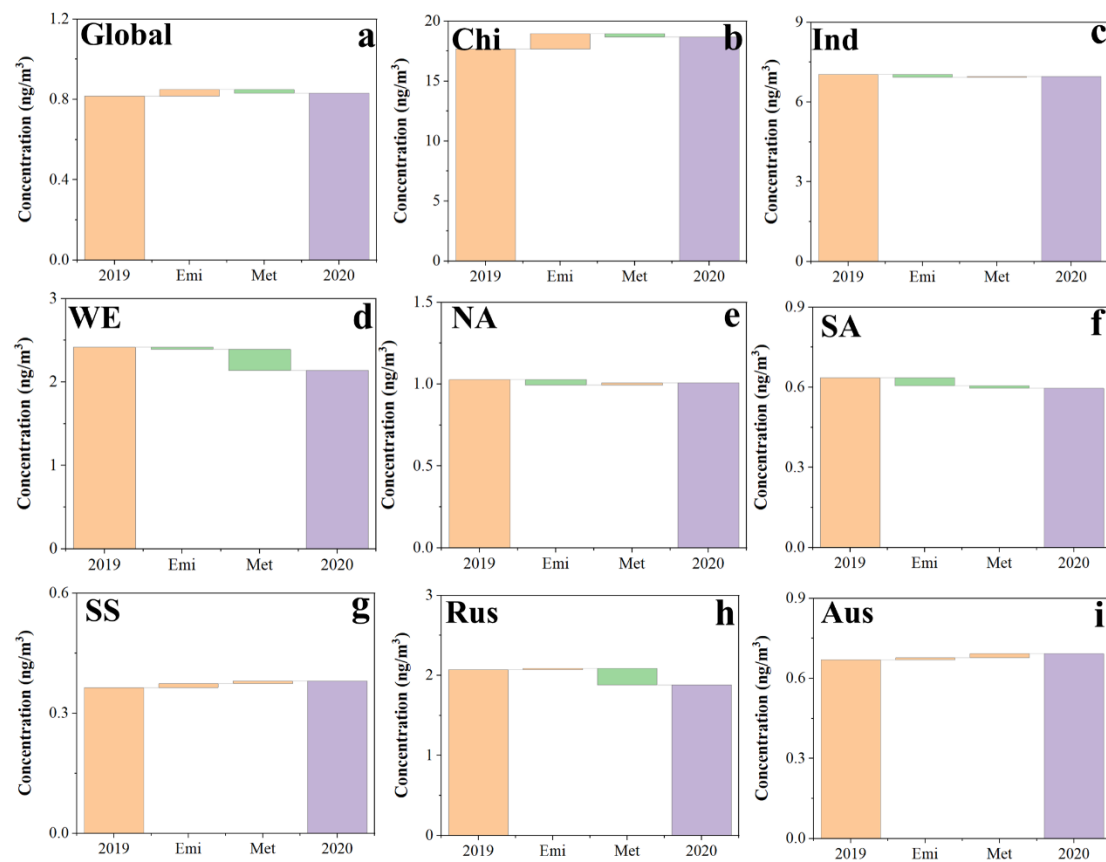 Global a
Concentration (ng/m³)
1.2
0.8
0.4
0.0
2019 Emi Met 2020
Chi b
Concentration (ng/m³)
20
15
10
5
0
2019 Emi Met 2020
Ind c
Concentration (ng/m³)
9
6
3
0
2019 Emi Met 2020
WE d
Concentration (ng/m³)
3
2
1
0
2019 Emi Met 2020
NA e
Concentration (ng/m³)
1.5
1.0
0.5
0.0
2019 Emi Met 2020
SA f
Concentration (ng/m³)
0.9
0.6
0.3
0.0
2019 Emi Met 2020
SS g
Concentration (ng/m³)
0.6
0.3
0.0
2019 Emi Met 2020
Rus h
Concentration (ng/m³)
3
2
1
0
2019 Emi Met 2020
Aus i
Concentration (ng/m³)
0.9
0.6
0.3
0.0
2019 Emi Met 2020